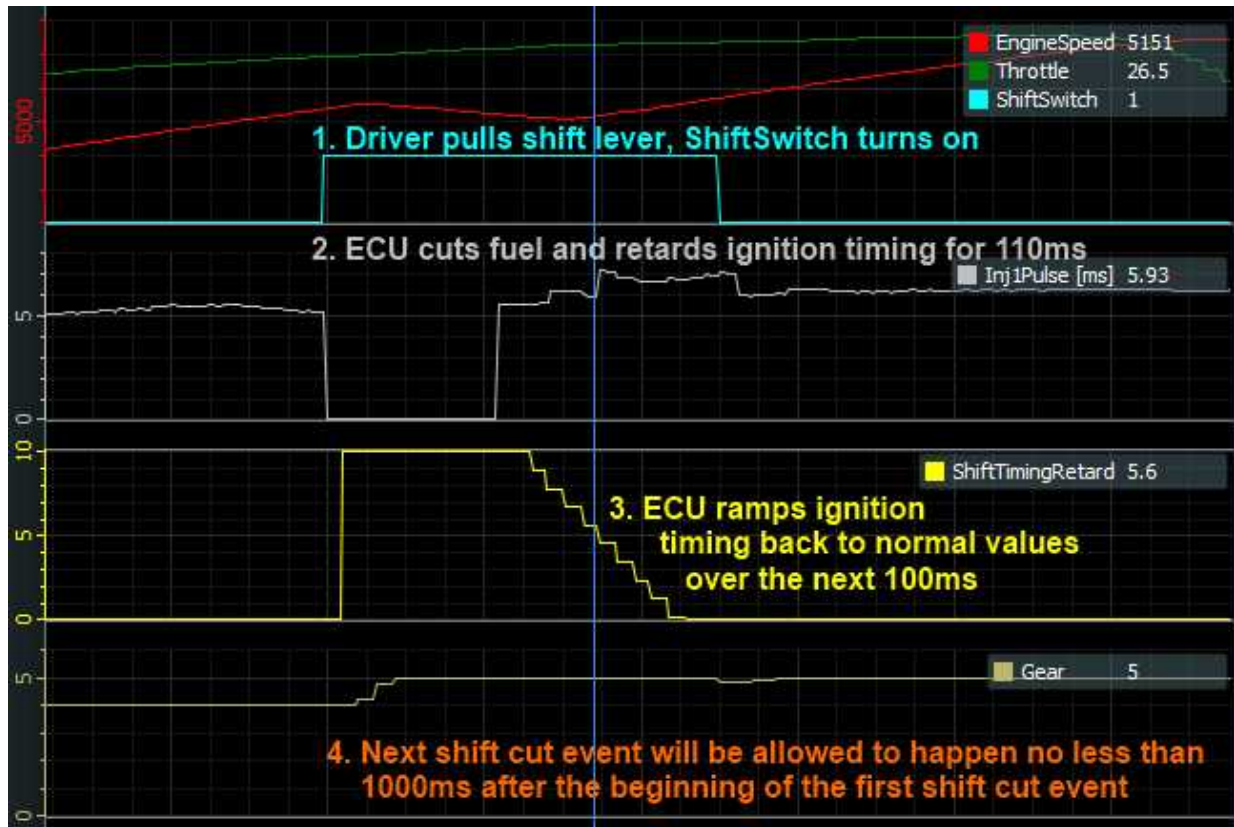 EngineSpeed 5151
Throttle 26.5
ShiftSwitch 1
5000
1. Driver pulls shift lever, ShiftSwitch turns on
2. ECU cuts fuel and retards ignition timing for 110ms
Inj1Pulse [ms] 5.93
5
0
10
ShiftTimingRetard 5.6
5
3. ECU ramps ignition
timing back to normal values
over the next 100ms
0
5
Gear 5
4. Next shift cut event will be allowed to happen no less than
1000ms after the beginning of the first shift cut event
0